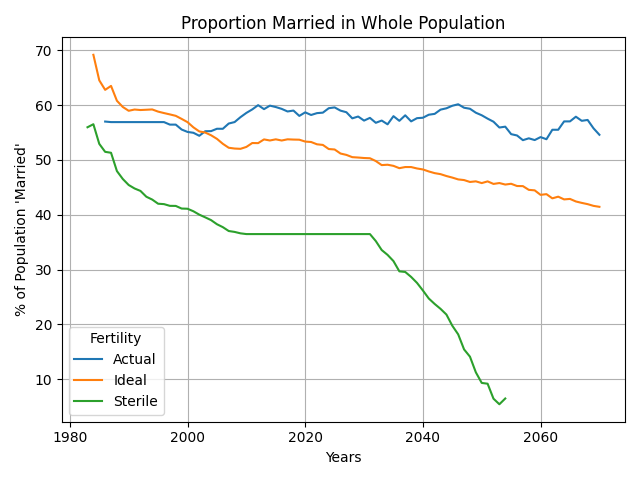 Proportion Married in Whole Population
% of Population 'Married'
70
60
50
40
30
20
10
Fertility
Actual
Ideal
Sterile
1980
2000
2020
2040
2060
Years